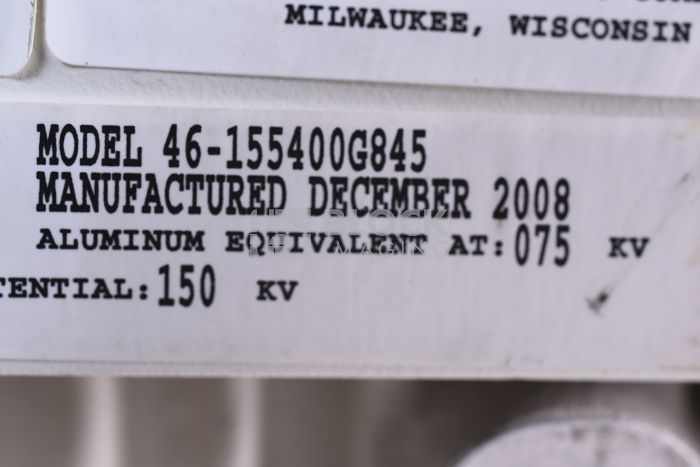 MILWAUKEE, WISCONSIN
MODEL 46-155400G845
MANUFACTURED DECEMBER 2008
ALUMINUM EQUIVALENT AT: 075 KV
TENTIAL: 150 KV